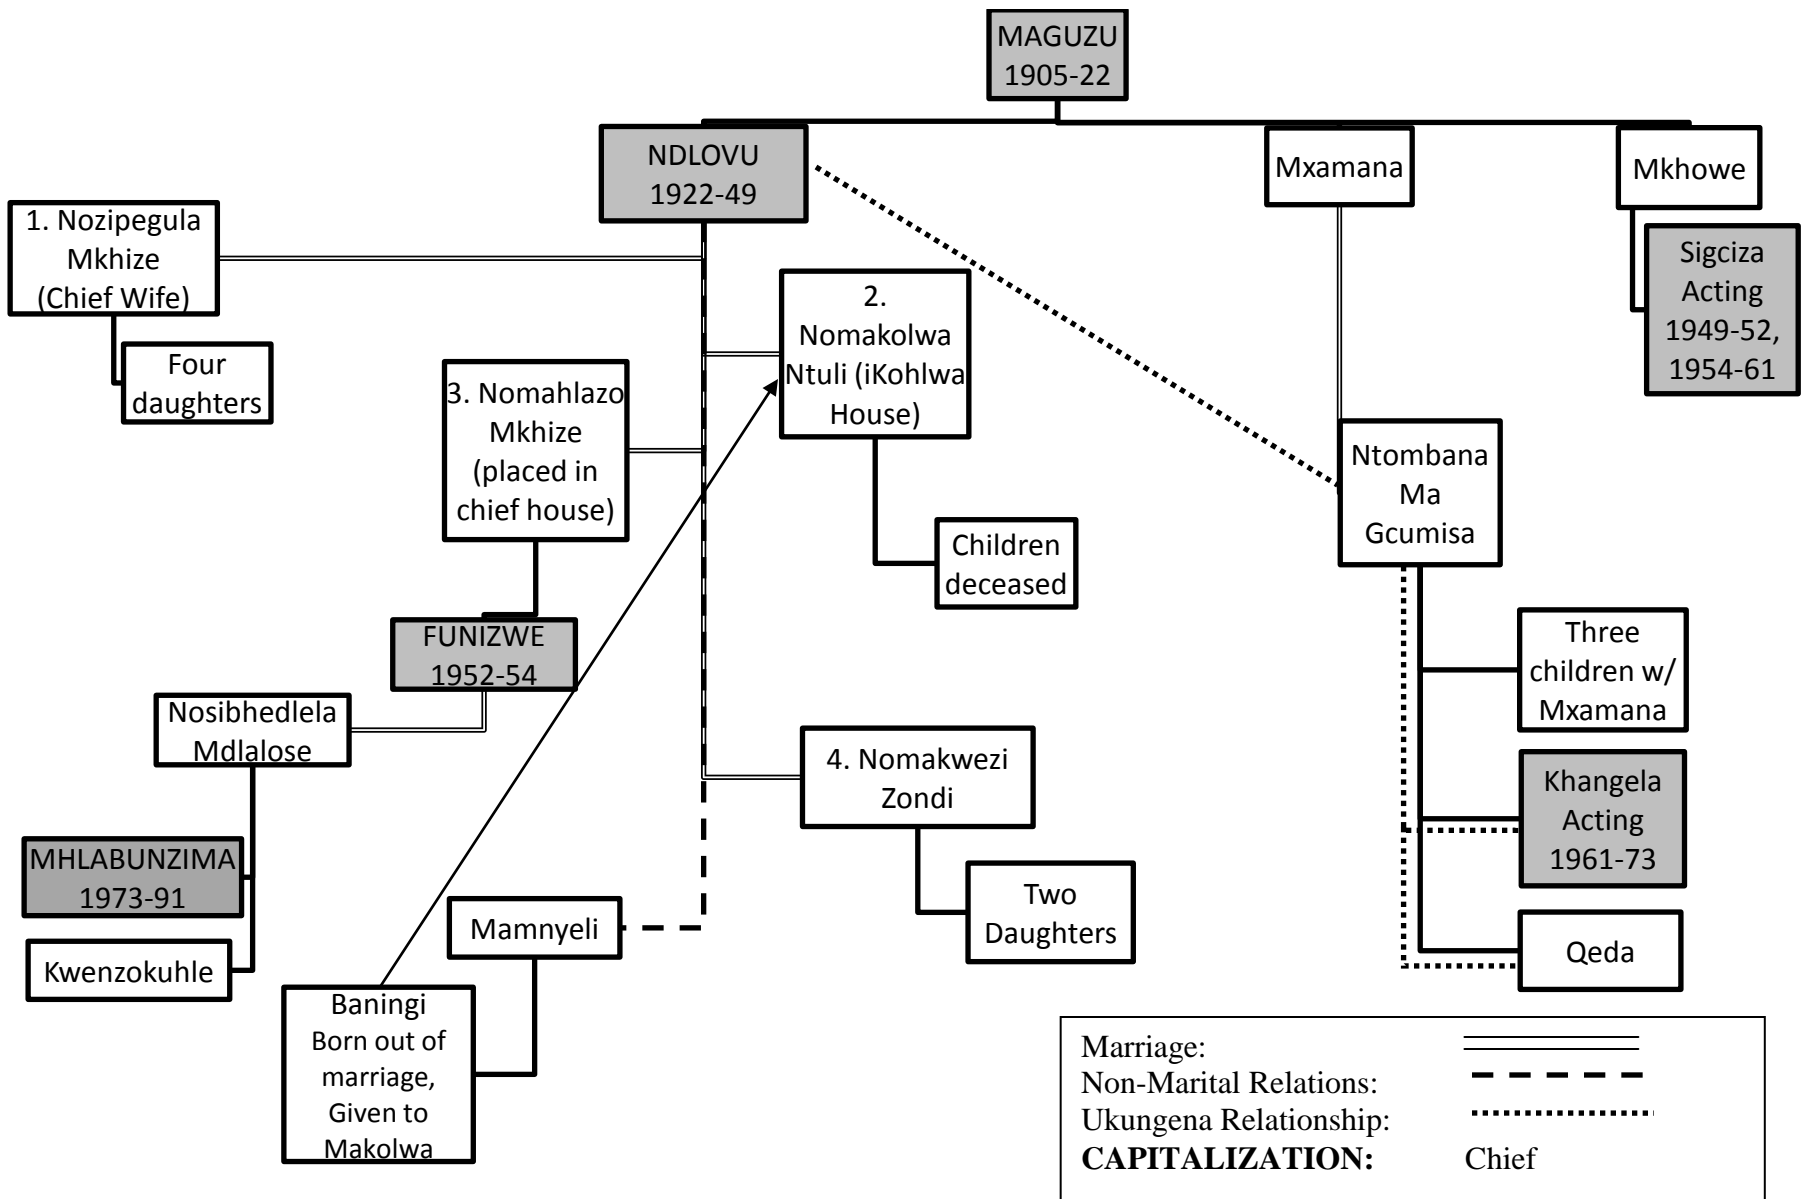 MAGUZU
1905-22
NDLOVU
1922-49
Mxamana
Mkhowe
1. Nozipegula
Mkhize
(Chief Wife)
Sigciza
Acting
1949-52,
1954-61
2.
Nomakolwa
Ntuli (iKohlwa
House)
Four
daughters
3. Nomahlazo
Mkhize
(placed in
chief house)
Ntombana
Ma
Gcumisa
Children
deceased
FUNIZWE
1952-54
Three
children w/
Mxamana
Nosibhedlela
Mdlalose
4. Nomakwezi
Zondi
Khangela
Acting
1961-73
MHLABUNZIMA
1973-91
Two
Daughters
Mamnyeli
Qeda
Kwenzokuhle
Baningi
Born out of
marriage,
Given to
Makolwa
Marriage:
Non-Marital Relations:
Ukungena Relationship:
CAPITALIZATION: Chief